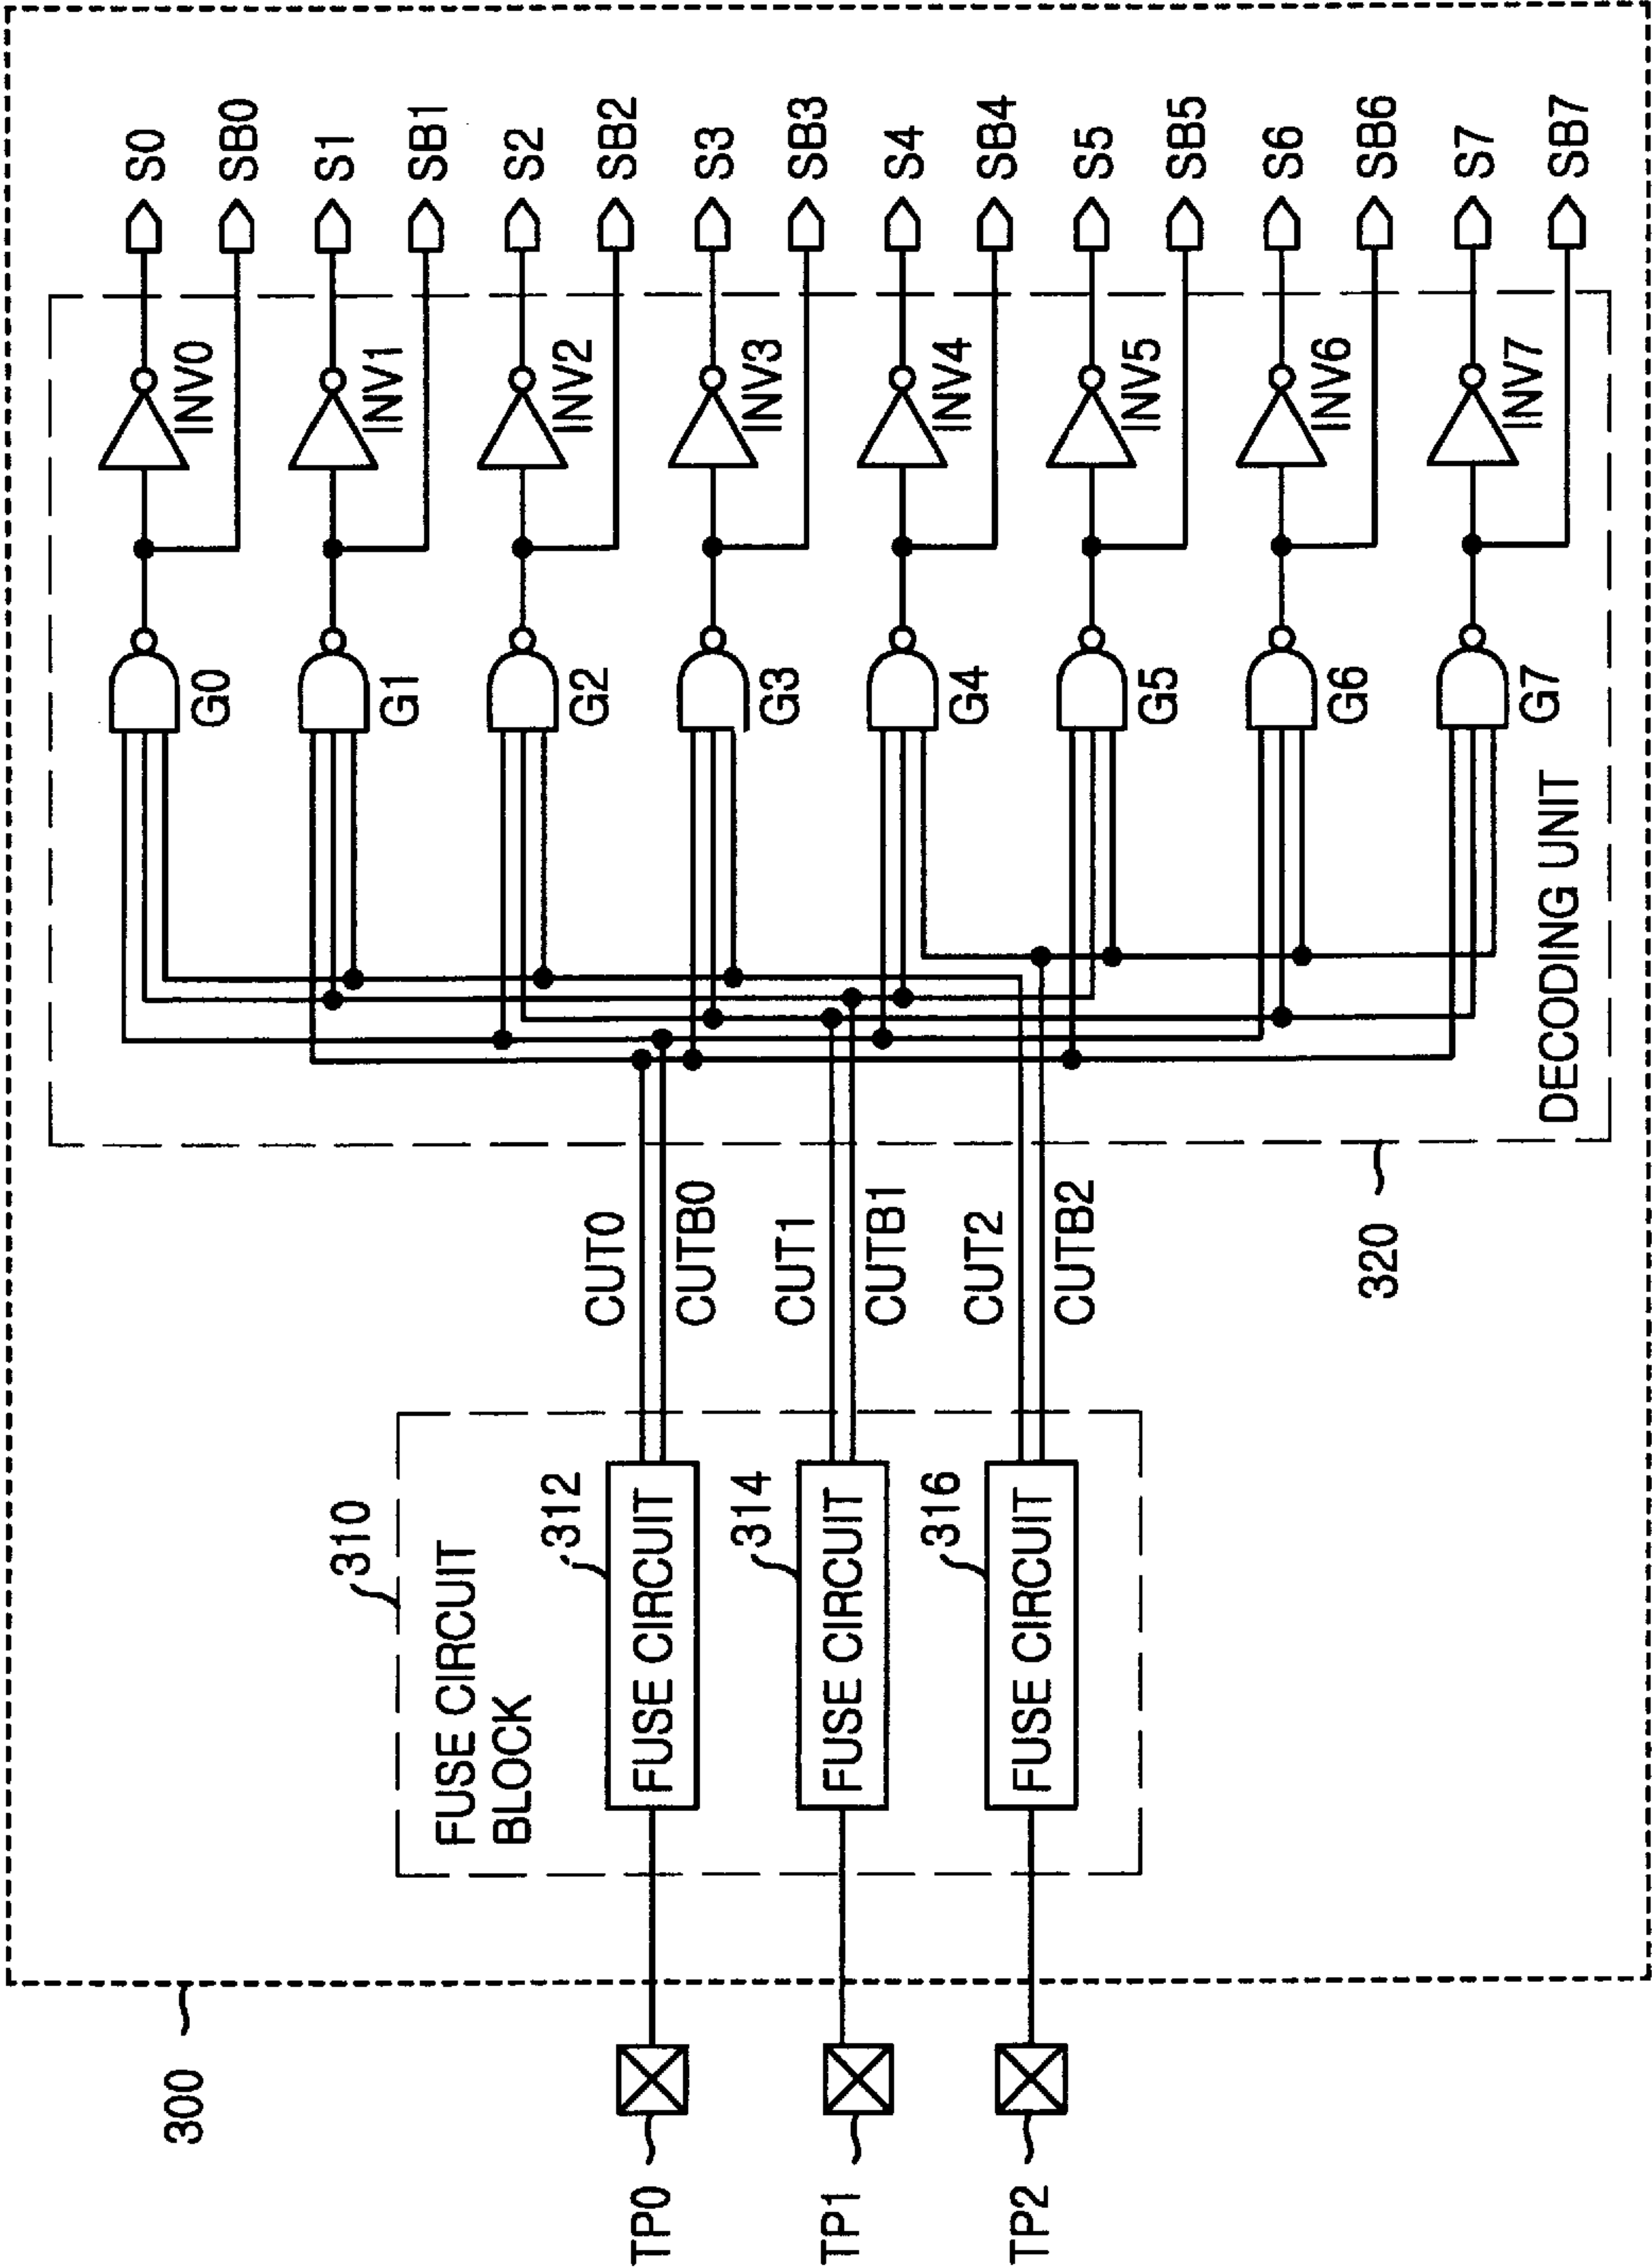 300
TP0
TP1
TP2
310
FUSE CIRCUIT
BLOCK
312
FUSE CIRCUIT
314
FUSE CIRCUIT
316
FUSE CIRCUIT
CUT0
CUTB0
CUT1
CUTB1
CUT2
CUTB2
320
DECODING UNIT
G0
G1
G2
G3
G4
G5
G6
G7
INV0
INV1
INV2
INV3
INV4
INV5
INV6
INV7
S0
SB0
S1
SB1
S2
SB2
S3
SB3
S4
SB4
S5
SB5
S6
SB6
S7
SB7